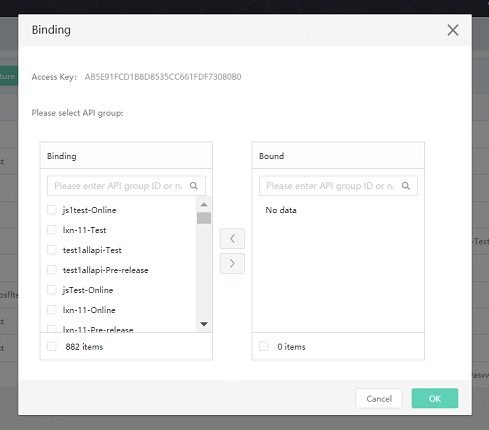 Binding
Access Key: AB5E91FCD1B8D8535CC661FDF73080B0
Please select API group:
Binding
Please enter API group ID or na
js1test-Online
lxn-11-Test
test1allapi-Test
test1allapi-Pre-release
jsTest-Online
lxn-11-Online
lxn-11-Pre-release
882 items
Bound
Please enter API group ID or na
No data
0 items
Cancel
OK